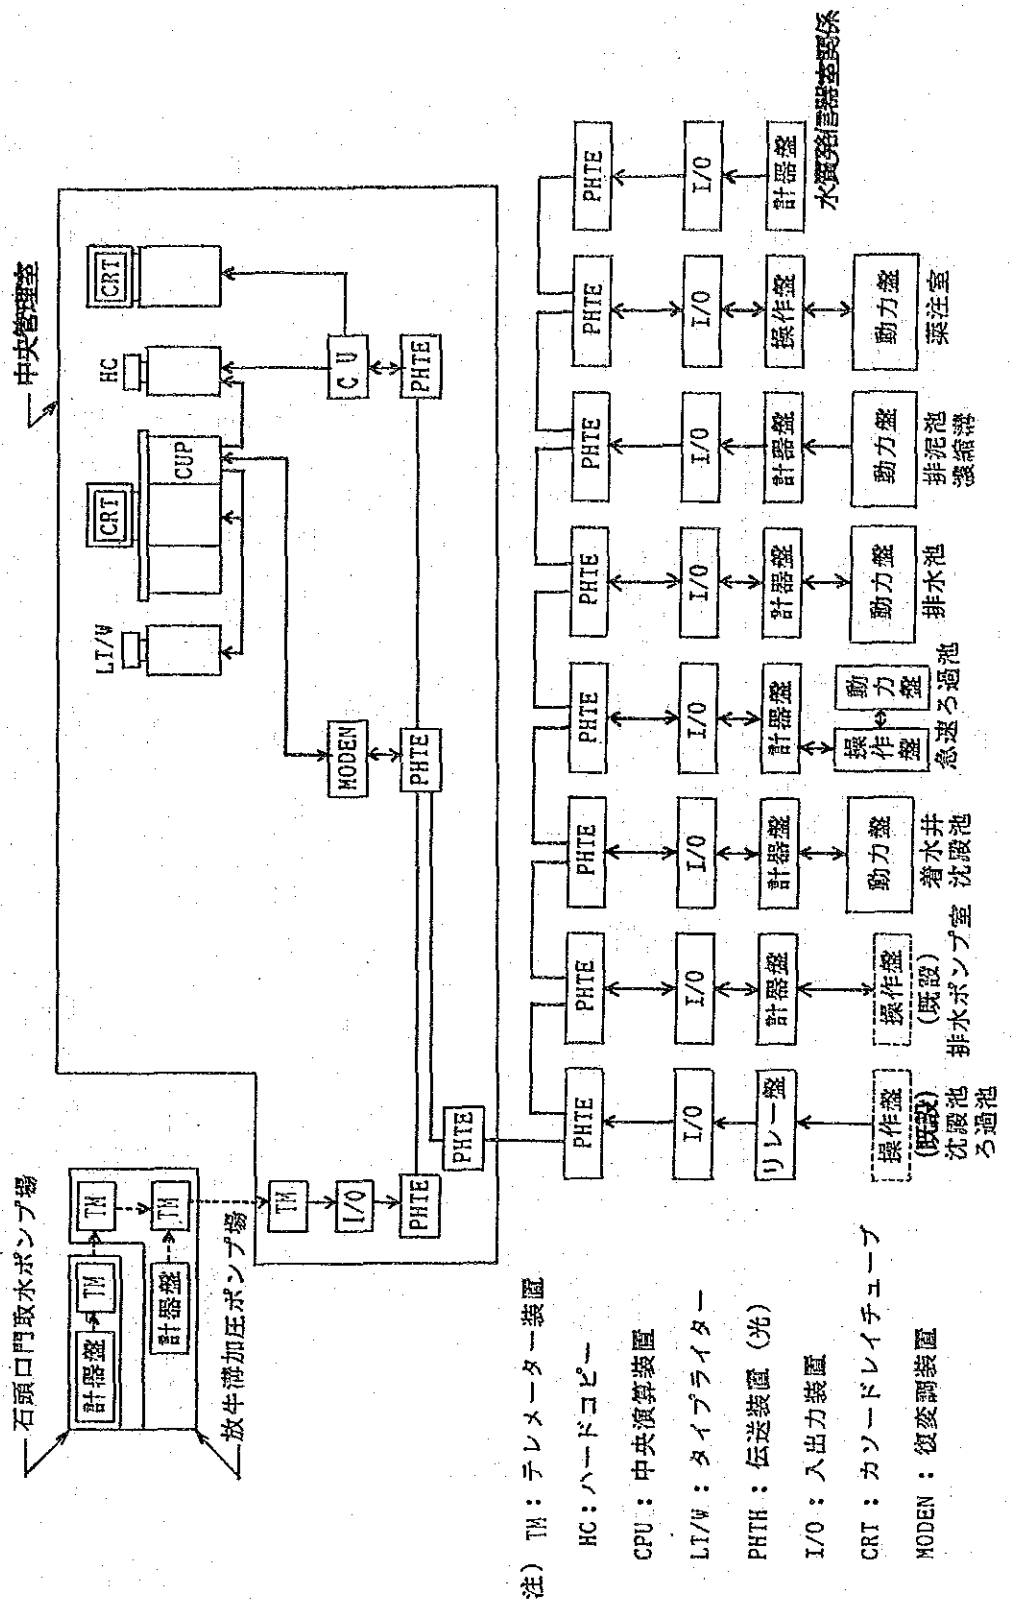 石頭口門取水ポンプ場
計器盤
TM
TM
計器盤
TM
放牛溝加圧ポンプ場
中央管理室
LT/W
CRT
CUP
HC
CRT
MODEN
C U
TM
I/O
PHTE
PHTE
PHTE
PHTE
PHTE
I/O
リレー盤
操作盤
(既設)
沈澱池
ろ過池
PHTE
I/O
計器盤
操作盤
(既設)
排水ポンプ室
PHTE
I/O
計器盤
動力盤
着水井
沈澱池
PHTE
I/O
計器盤
操作盤
動力盤
急速ろ過池
PHTE
I/O
計器盤
動力盤
排水池
PHTE
I/O
計器盤
動力盤
排泥池
濃縮槽
PHTE
I/O
操作盤
動力盤
薬注室
PHTE
I/O
計器盤
水質発信器室関係
注) TM : テレメーター装置
HC : ハードコピー
CPU : 中央演算装置
LT/W : タイプライター
PHTH : 伝送装置 (光)
I/O : 入出力装置
CRT : カソードレイチューブ
MODEN : 復変調装置